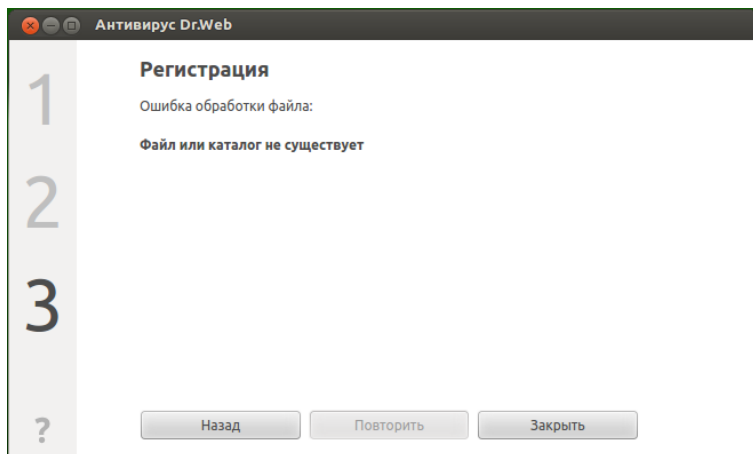 Антивирус Dr.Web
Регистрация
Ошибка обработки файла:
Файл или каталог не существует
1
2
3
?
Назад
Повторить
Закрыть